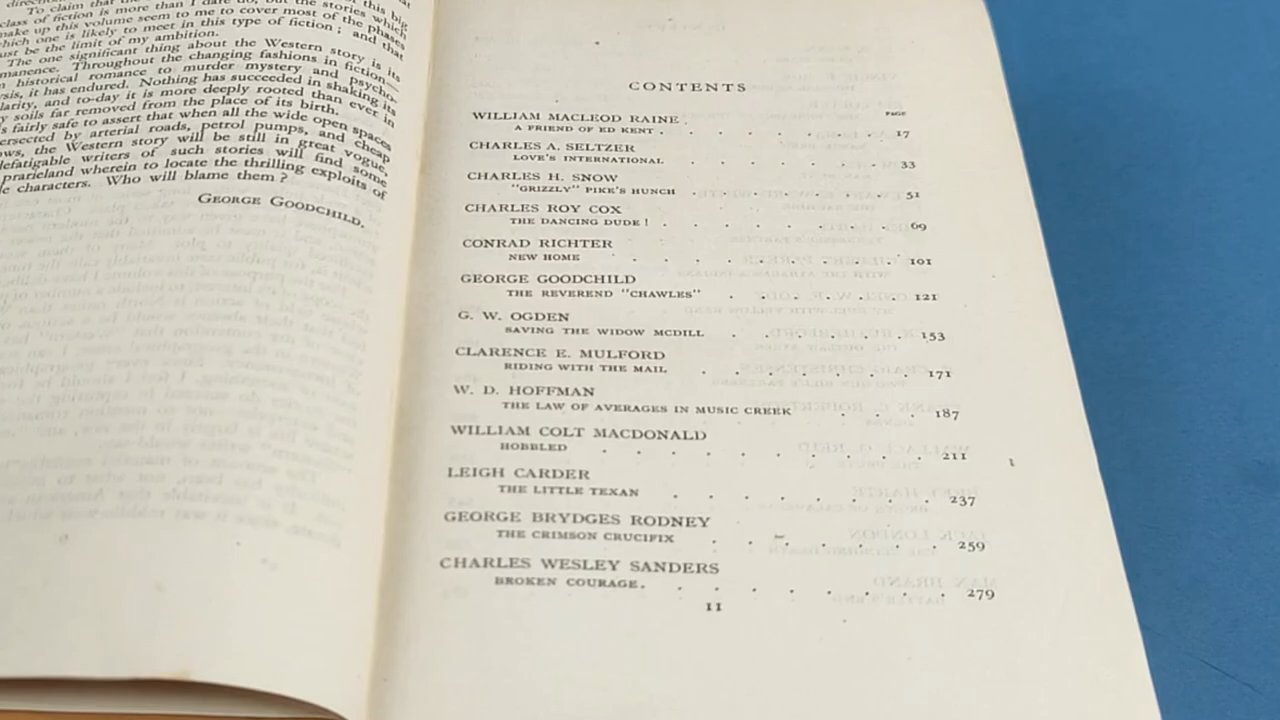 To claim that the
this big
class of fiction is more than I dare do, but the stories which
make up this volume seem to me to cover most of the phases
which one is likely to meet in this type of fiction ; and that
must be the limit of my ambition.
The one significant thing about the Western story is its
manence. Throughout the changing fashions in fiction—
historical romance to murder mystery and psycho-
sis, it has endured. Nothing has succeeded in shaking its
larity, and to-day it is more deeply rooted than ever in
soils far removed from the place of its birth.
s fairly safe to assert that when all the wide open spaces
ersected by arterial roads, petrol pumps, and cheap
ows, the Western story will be still in great vogue,
defatigable writers of such stories will find some
prarieland wherein to locate the thrilling exploits of
e characters. Who will blame them ?
GEORGE GOODCHILD.
CONTENTS
PAGE
WILLIAM MACLEOD RAINE
A FRIEND OF ED KENT . . . . . . 17
CHARLES A. SELTZER
LOVE'S INTERNATIONAL . . . . . . 33
CHARLES H. SNOW
"GRIZZLY" PIKE'S HUNCH . . . . . . 51
CHARLES ROY COX
THE DANCING DUDE ! . . . . . . 69
CONRAD RICHTER
NEW HOME . . . . . . . 101
GEORGE GOODCHILD
THE REVEREND "CHAWLES" . . . . . 121
G. W. OGDEN
SAVING THE WIDOW MCDILL . . . . . 153
CLARENCE E. MULFORD
RIDING WITH THE MAIL . . . . . 171
W. D. HOFFMAN
THE LAW OF AVERAGES IN MUSIC CREEK . . . 187
WILLIAM COLT MACDONALD
HOBBLED . . . . . . . . 211
LEIGH CARDER
THE LITTLE TEXAN . . . . . . 237
GEORGE BRYDGES RODNEY
THE CRIMSON CRUCIFIX . . . . . . 259
CHARLES WESLEY SANDERS
BROKEN COURAGE . . . . . . . 279
11